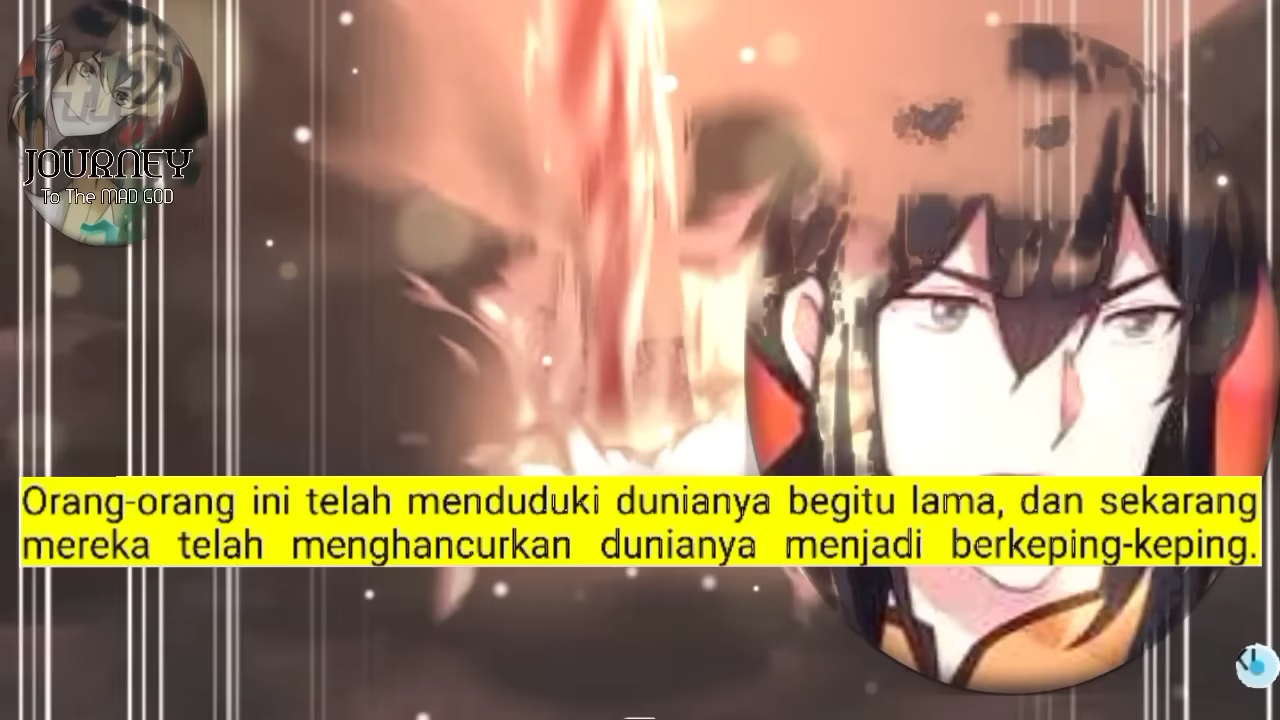 JOURNEY
To The MAD GOD
Orang-orang ini telah menduduki dunianya begitu lama, dan sekarang
mereka telah menghancurkan dunianya menjadi berkeping-keping.